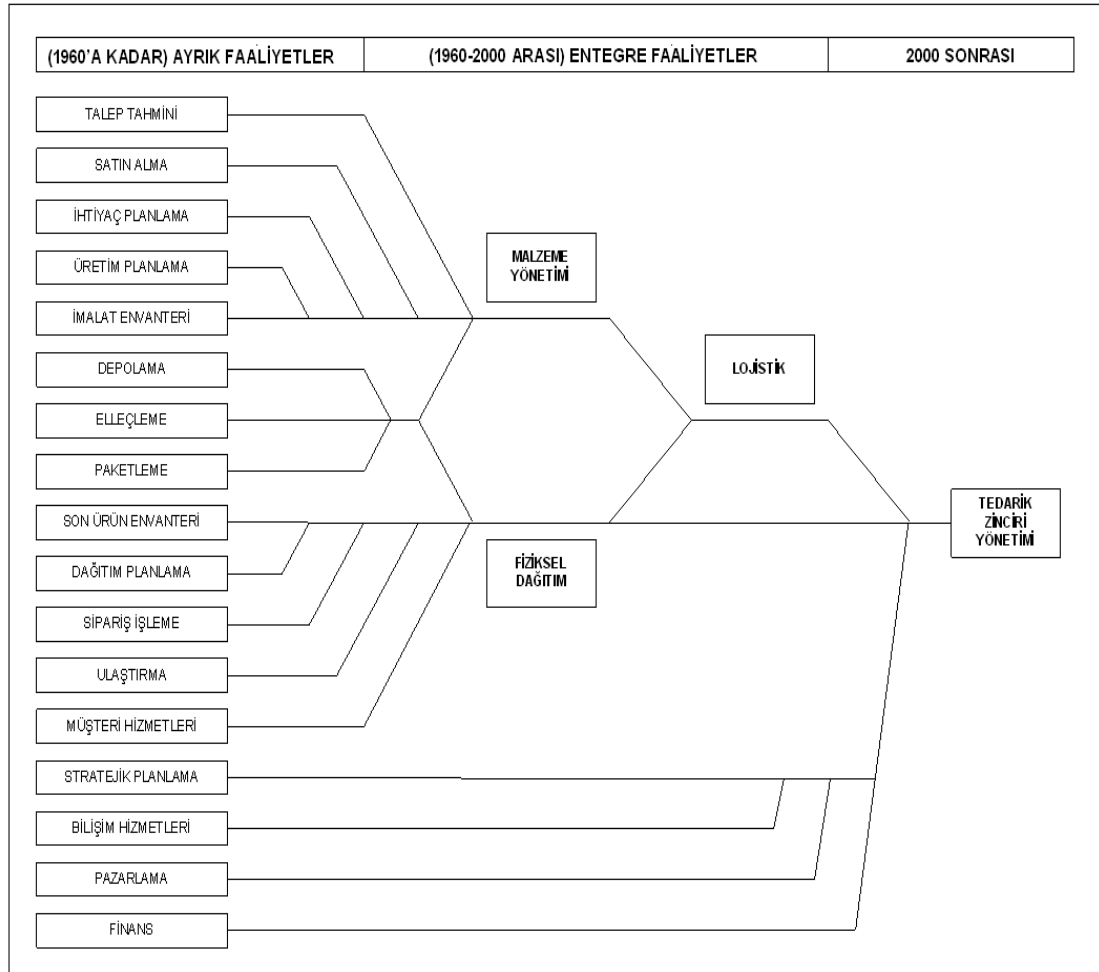 (1960'A KADAR) AYRIK FAALİYETLER
(1960-2000 ARASI) ENTEGRE FAALİYETLER
2000 SONRASI
TALEP TAHMİNİ
SATIN ALMA
İHTİYAÇ PLANLAMA
ÜRETİM PLANLAMA
İMALAT ENVANTERİ
DEPOLAMA
ELLEÇLEME
PAKETLEME
SON ÜRÜN ENVANTERİ
DAĞITIM PLANLAMA
SİPARİŞ İŞLEME
ULAŞTIRMA
MÜŞTERİ HİZMETLERİ
STRATEJİK PLANLAMA
BİLİŞİM HİZMETLERİ
PAZARLAMA
FİNANS
MALZEME
YÖNETİMİ
FİZİKSEL
DAĞITIM
LOJİSTİK
TEDARİK
ZİNCİRİ
YÖNETİMİ